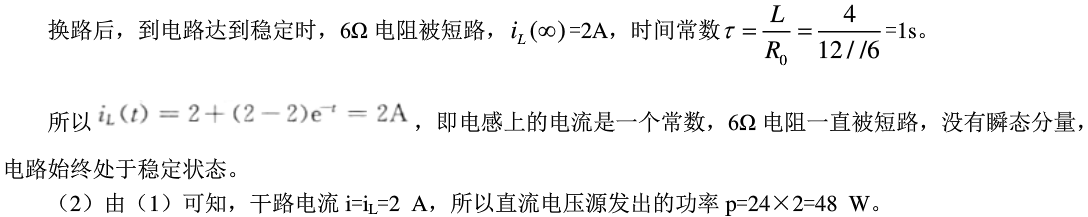 换路后，到电路达到稳定时，6Ω 电阻被短路，i_L(∞)=2A，时间常数 τ = L/R₀ = 4/(12//6) =1s。
所以 i_L(t) = 2+(2−2)e^{−t} = 2A ，即电感上的电流是一个常数，6Ω 电阻一直被短路，没有瞬态分量，
电路始终处于稳定状态。
（2）由（1）可知，干路电流 i=i_L=2 A，所以直流电压源发出的功率 p=24×2=48 W。